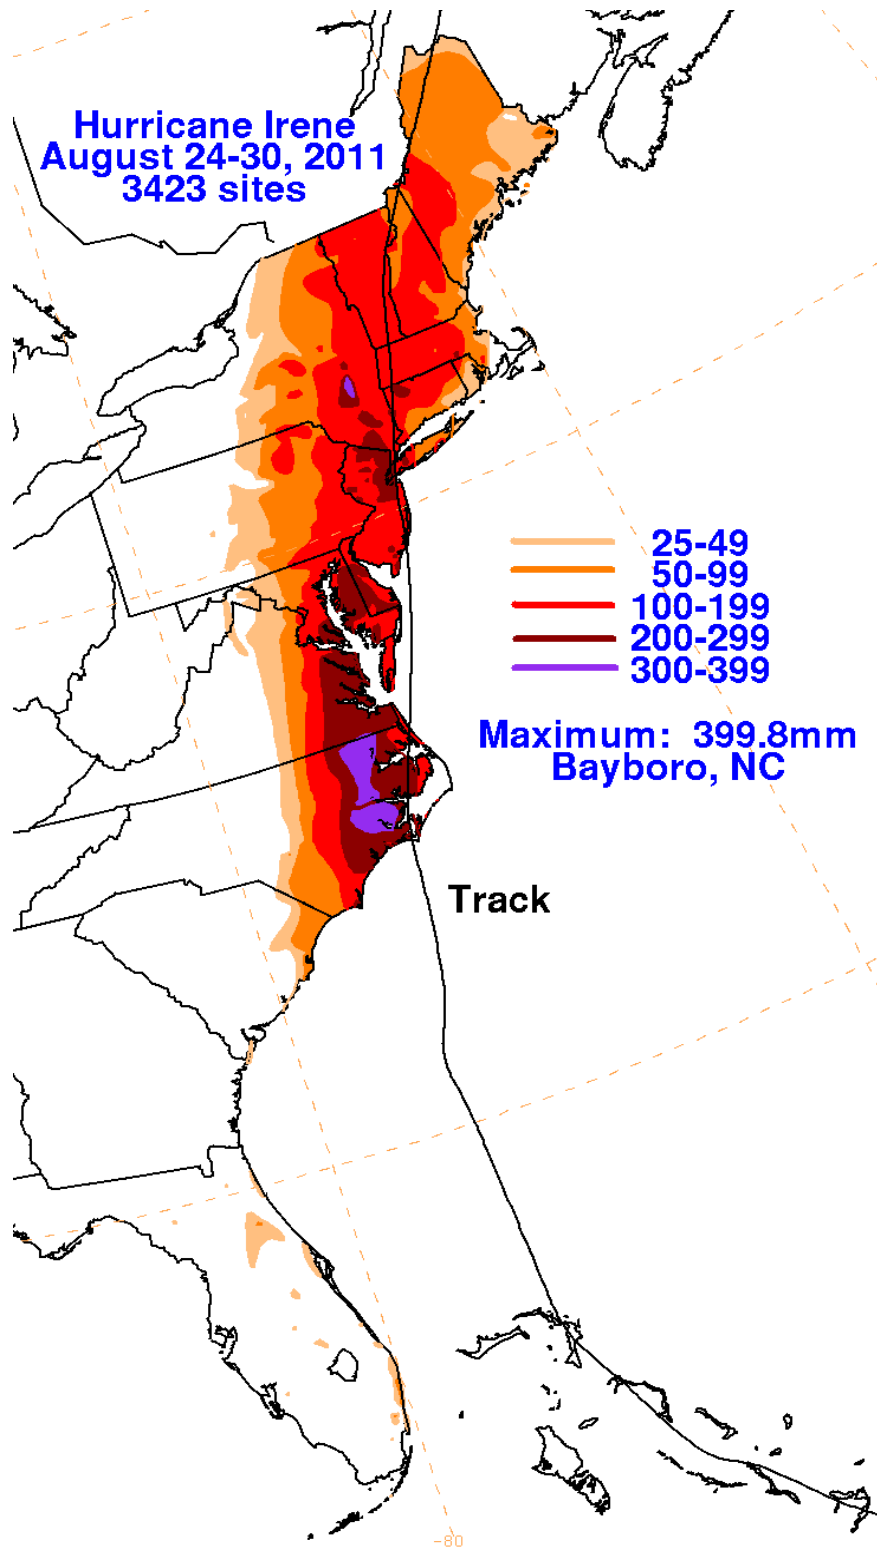 Hurricane Irene
August 24-30, 2011
3423 sites
25-49
50-99
100-199
200-299
300-399
Maximum: 399.8mm
Bayboro, NC
Track
-80